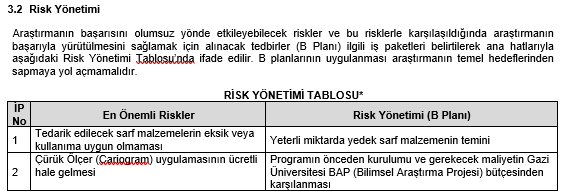 3.2 Risk Yönetimi
Araştırmanın başarısını olumsuz yönde etkileyebilecek riskler ve bu risklerle karşılaşıldığında araştırmanın
başarıyla yürütülmesini sağlamak için alınacak tedbirler (B Planı) ilgili iş paketleri belirtilerek ana hatlarıyla
aşağıdaki Risk Yönetimi Tablosu'nda ifade edilir. B planlarının uygulanması araştırmanın temel hedeflerinden
sapmaya yol açmamalıdır.
RİSK YÖNETİMİ TABLOSU*
İP No
En Önemli Riskler
Risk Yönetimi (B Planı)
1
Tedarik edilecek sarf malzemelerin eksik veya
kullanıma uygun olmaması
Yeterli miktarda yedek sarf malzemenin temini
2
Çürük Ölçer (Cariogram) uygulamasının ücretli
hale gelmesi
Programın önceden kurulumu ve gerekecek maliyetin Gazi
Üniversitesi BAP (Bilimsel Araştırma Projesi) bütçesinden
karşılanması